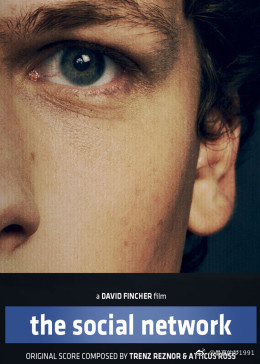 a DAVID FINCHER film
the social network
ORIGINAL SCORE COMPOSED BY TRENZ REZNOR & ATTICUS ROSS